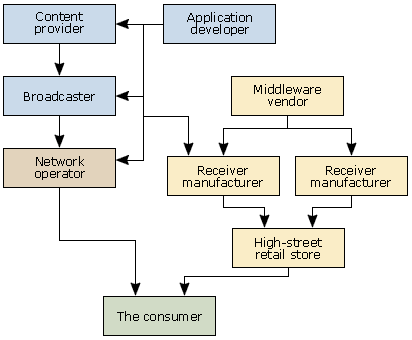 Content
provider
Application
developer
Broadcaster
Middleware
vendor
Network
operator
Receiver
manufacturer
Receiver
manufacturer
High-street
retail store
The consumer